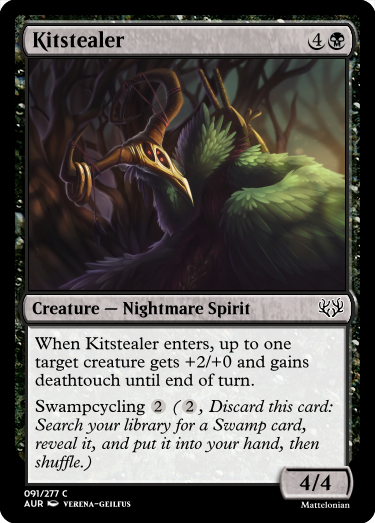 Kitstealer 4
Creature — Nightmare Spirit
When Kitstealer enters, up to one
target creature gets +2/+0 and gains
deathtouch until end of turn.
Swampcycling 2 ( 2 , Discard this card:
Search your library for a Swamp card,
reveal it, and put it into your hand, then
shuffle.)
4/4
091/277 C
AUR VERENA-GEILFUS
Mattelonian